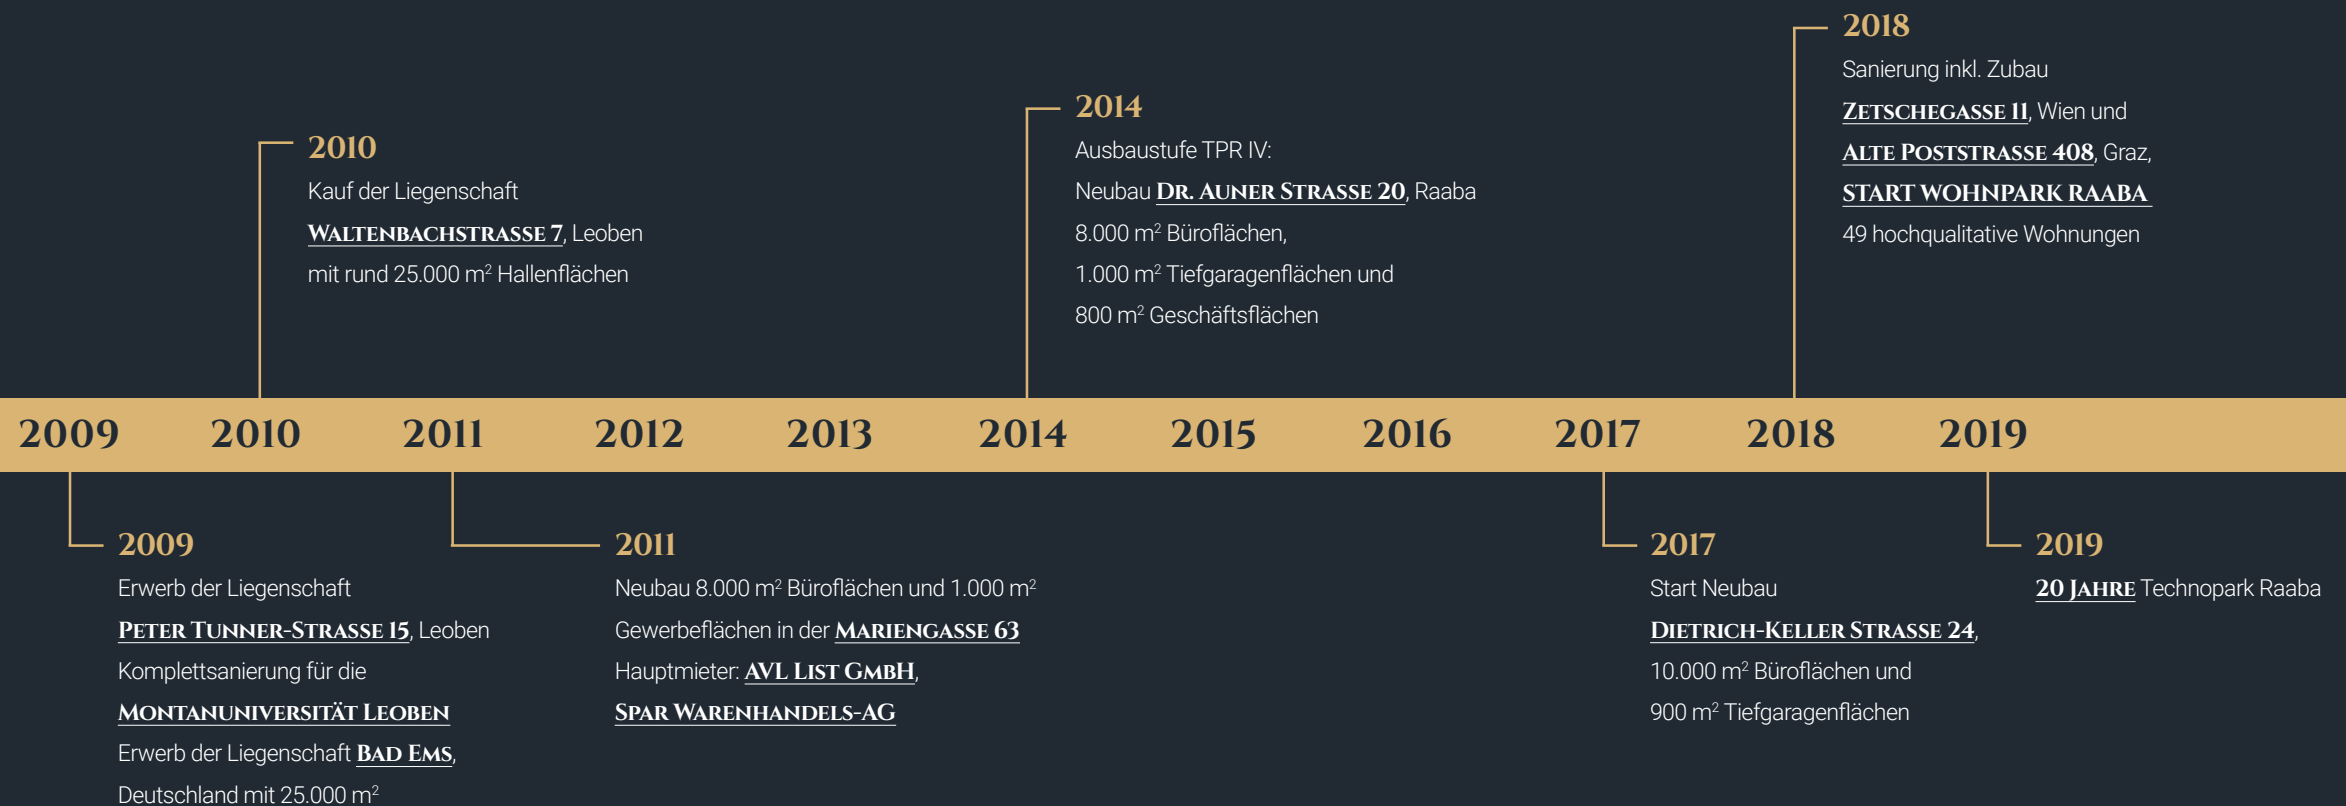 2018
Sanierung inkl. Zubau
Zetschegasse 11, Wien und
Alte Poststrasse 408, Graz,
START WOHNPARK RAABA
49 hochqualitative Wohnungen
2014
Ausbaustufe TPR IV:
Neubau Dr. Auner Strasse 20, Raaba
8.000 m² Büroflächen,
1.000 m² Tiefgaragenflächen und
800 m² Geschäftsflächen
2010
Kauf der Liegenschaft
Waltenbachstrasse 7, Leoben
mit rund 25.000 m² Hallenflächen
2009 2010 2011 2012 2013 2014 2015 2016 2017 2018 2019
2009
Erwerb der Liegenschaft
Peter Tunner-Strasse 15, Leoben
Komplettsanierung für die
Montanuniversität Leoben
Erwerb der Liegenschaft Bad Ems,
Deutschland mit 25.000 m²
2011
Neubau 8.000 m² Büroflächen und 1.000 m²
Gewerbeflächen in der Mariengasse 63
Hauptmieter: AVL List GmbH,
Spar Warenhandels-AG
2017
Start Neubau
Dietrich-Keller Strasse 24,
10.000 m² Büroflächen und
900 m² Tiefgaragenflächen
2019
20 Jahre Technopark Raaba